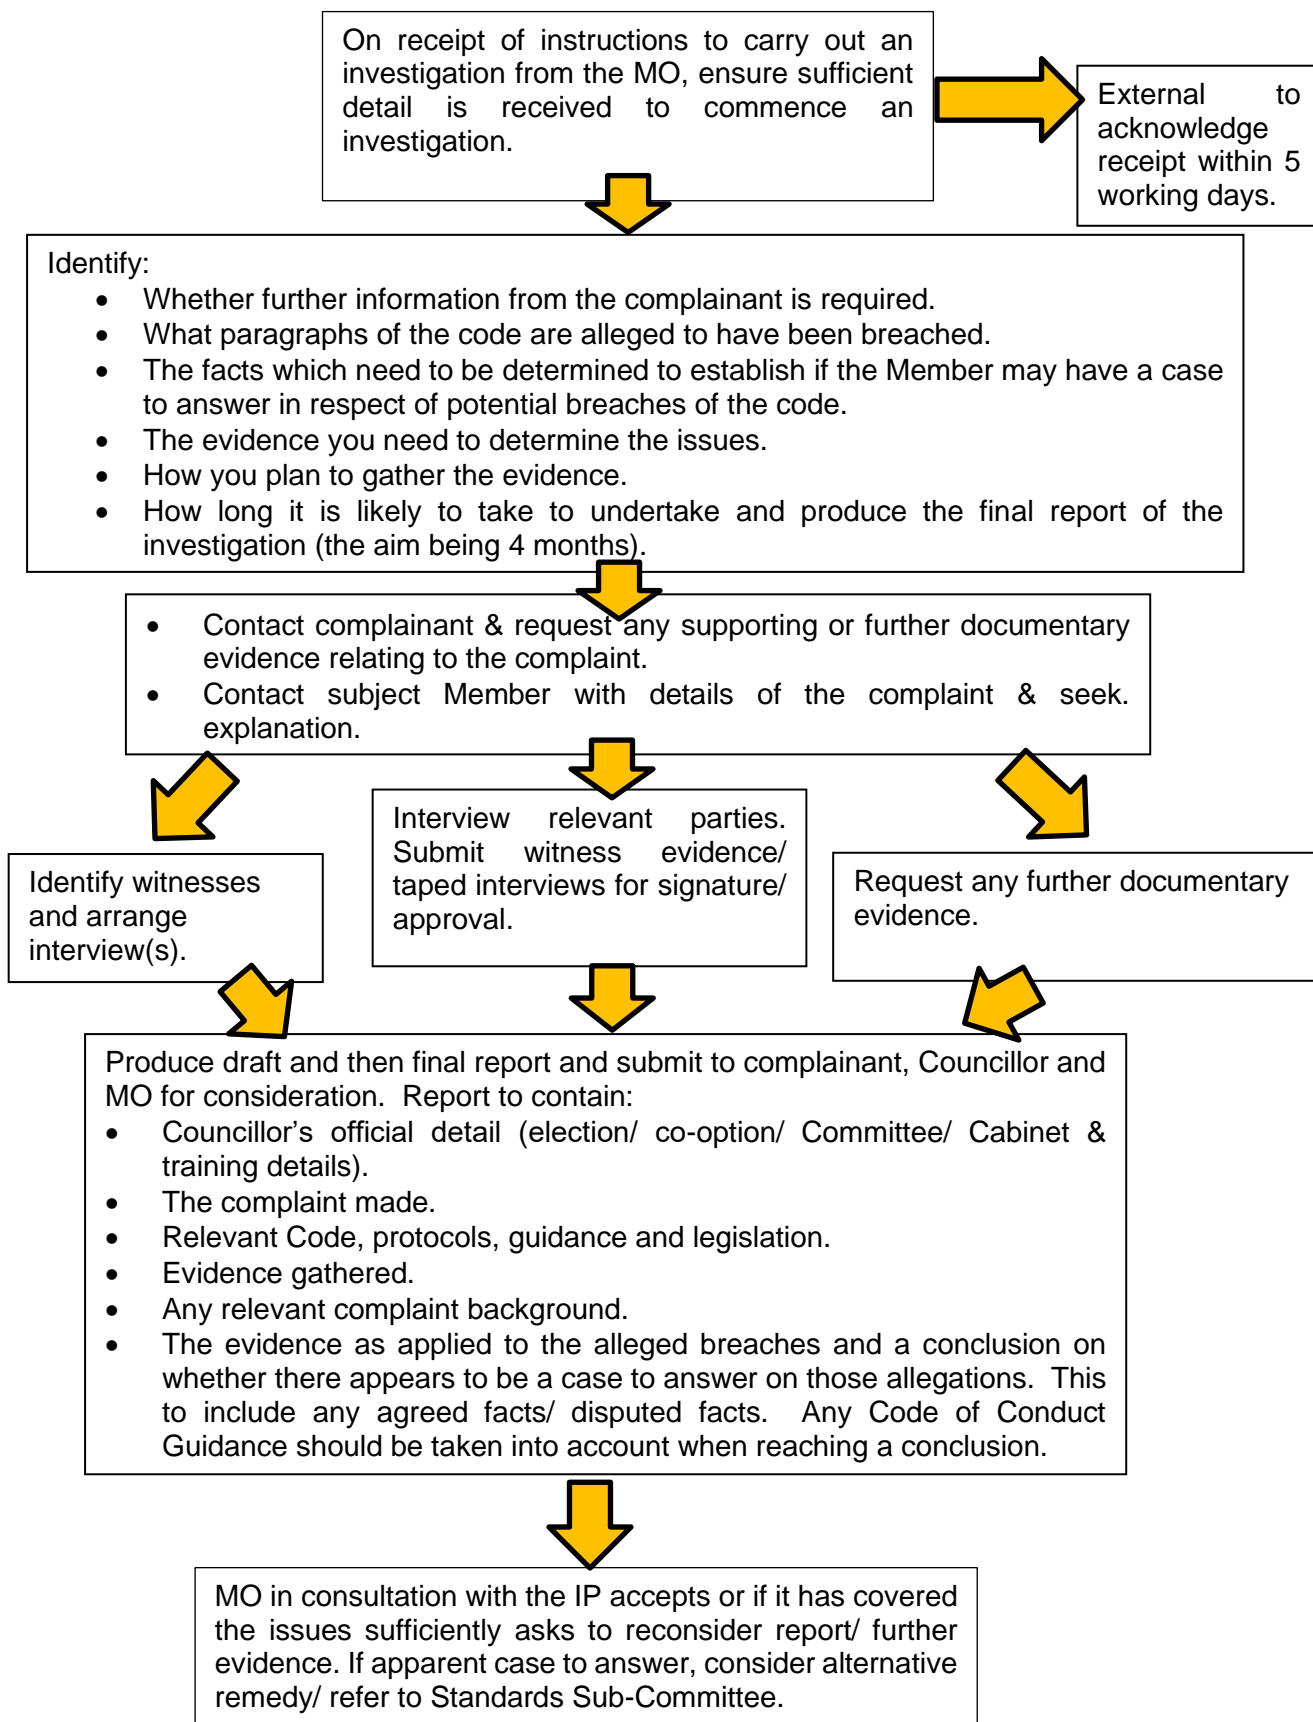 On receipt of instructions to carry out an
investigation from the MO, ensure sufficient
detail is received to commence an
investigation.
External to
acknowledge
receipt within 5
working days.
Identify:
• Whether further information from the complainant is required.
• What paragraphs of the code are alleged to have been breached.
• The facts which need to be determined to establish if the Member may have a case
to answer in respect of potential breaches of the code.
• The evidence you need to determine the issues.
• How you plan to gather the evidence.
• How long it is likely to take to undertake and produce the final report of the
investigation (the aim being 4 months).
• Contact complainant & request any supporting or further documentary
evidence relating to the complaint.
• Contact subject Member with details of the complaint & seek.
explanation.
Identify witnesses
and arrange
interview(s).
Interview relevant parties.
Submit witness evidence/
taped interviews for signature/
approval.
Request any further documentary
evidence.
Produce draft and then final report and submit to complainant, Councillor and
MO for consideration. Report to contain:
• Councillor's official detail (election/ co-option/ Committee/ Cabinet &
training details).
• The complaint made.
• Relevant Code, protocols, guidance and legislation.
• Evidence gathered.
• Any relevant complaint background.
• The evidence as applied to the alleged breaches and a conclusion on
whether there appears to be a case to answer on those allegations. This
to include any agreed facts/ disputed facts. Any Code of Conduct
Guidance should be taken into account when reaching a conclusion.
MO in consultation with the IP accepts or if it has covered
the issues sufficiently asks to reconsider report/ further
evidence. If apparent case to answer, consider alternative
remedy/ refer to Standards Sub-Committee.